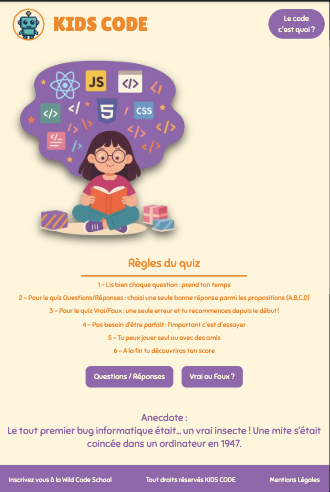 KIDS CODE
Le code
c'est quoi ?
JS
</>
</>
</>
5
CSS
</>
</>
Règles du quiz
1 - Lis bien chaque question : prend ton temps
2 - Pour le quiz Questions/Réponses : choisi une seule bonne réponse parmi les propositions (A,B,C,D)
3 - Pour le quiz Vrai/Faux : une seule erreur et tu recommences depuis le début !
4 - Pas besoin d'être parfait : l'important c'est d'essayer
5 - Tu peux jouer seul ou avec des amis
6 - A la fin tu découvriras ton score
Questions / Réponses
Vrai ou Faux ?
Anecdote :
Le tout premier bug informatique était... un vrai insecte ! Une mite s'était
coincée dans un ordinateur en 1947.
Inscrivez vous à la Wild Code School
Tout droits réservés KIDS CODE
Mentions Légales